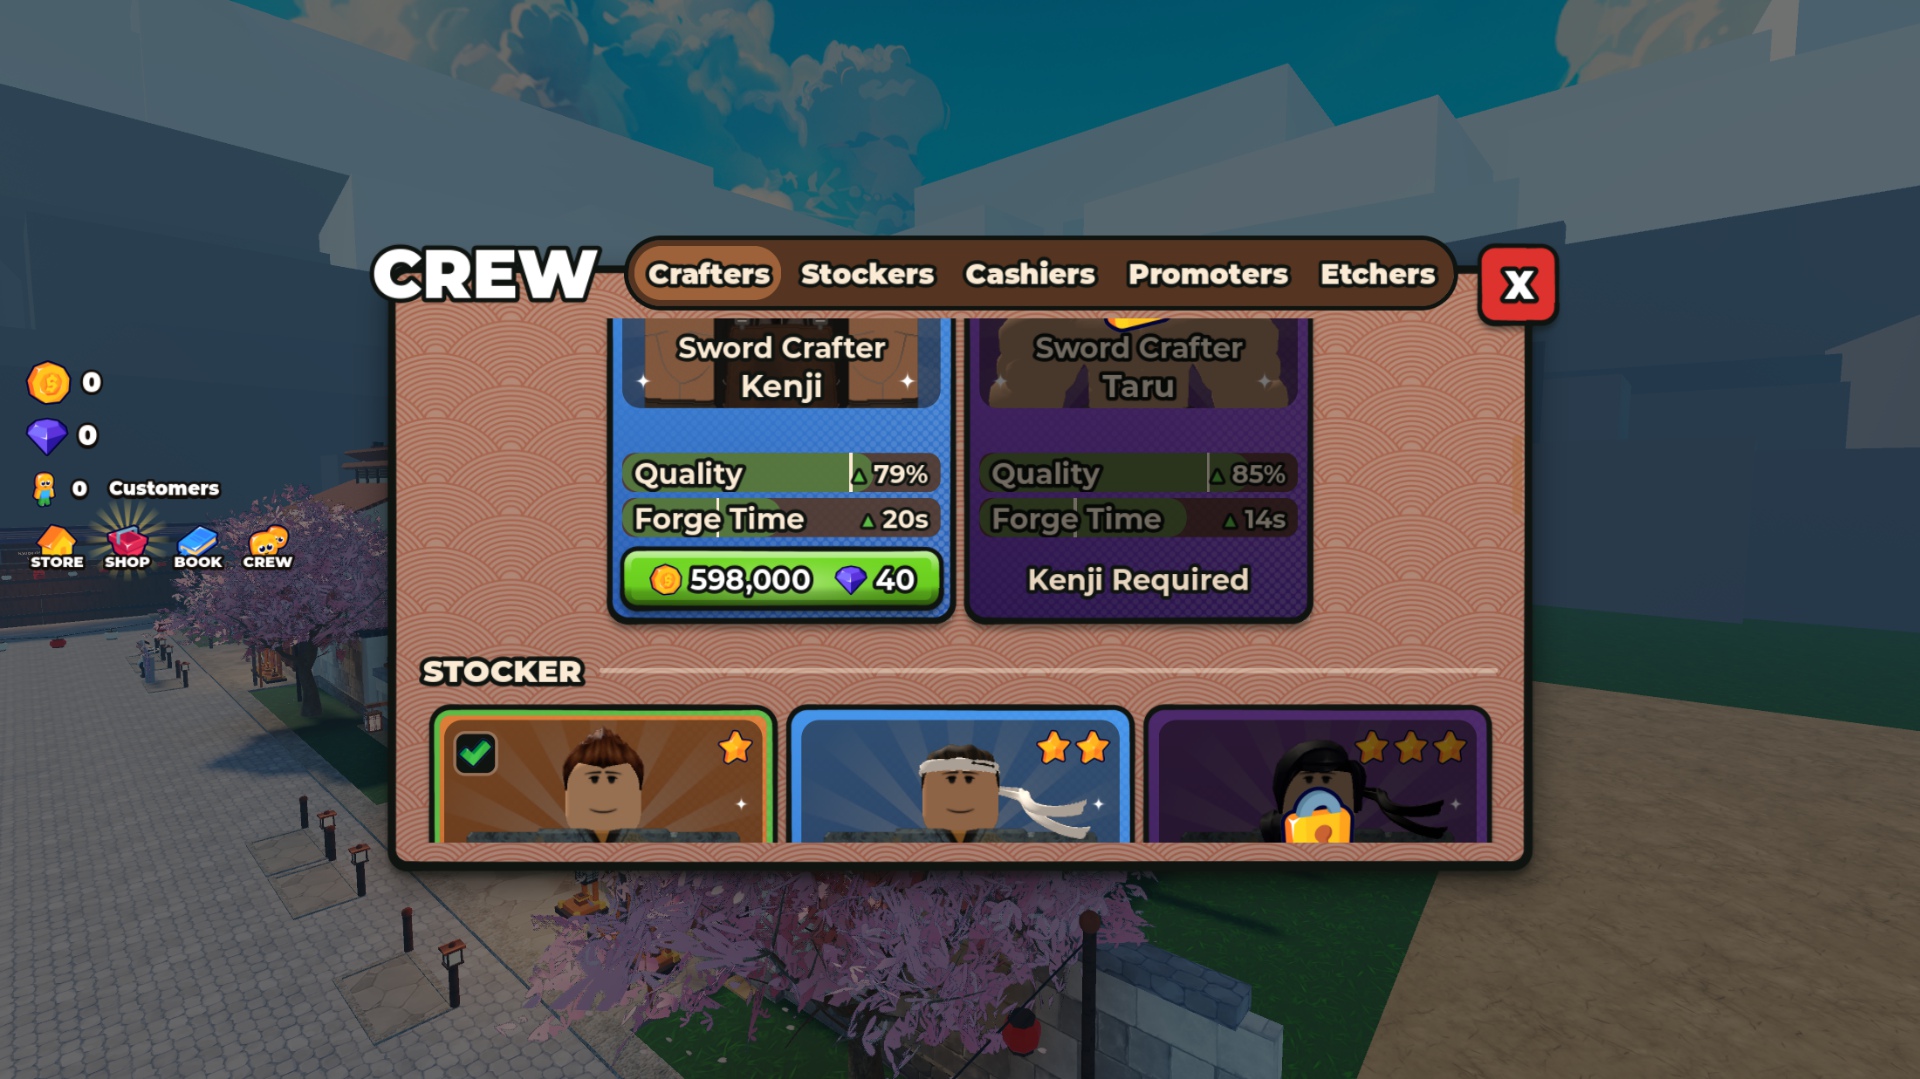 CREW
Crafters
Stockers
Cashiers
Promoters
Etchers
X
Sword Crafter
Kenji
Quality
79%
Forge Time
20s
598,000
40
Sword Crafter
Taru
Quality
85%
Forge Time
14s
Kenji Required
0
0
0 Customers
STORE
SHOP
BOOK
CREW
STOCKER